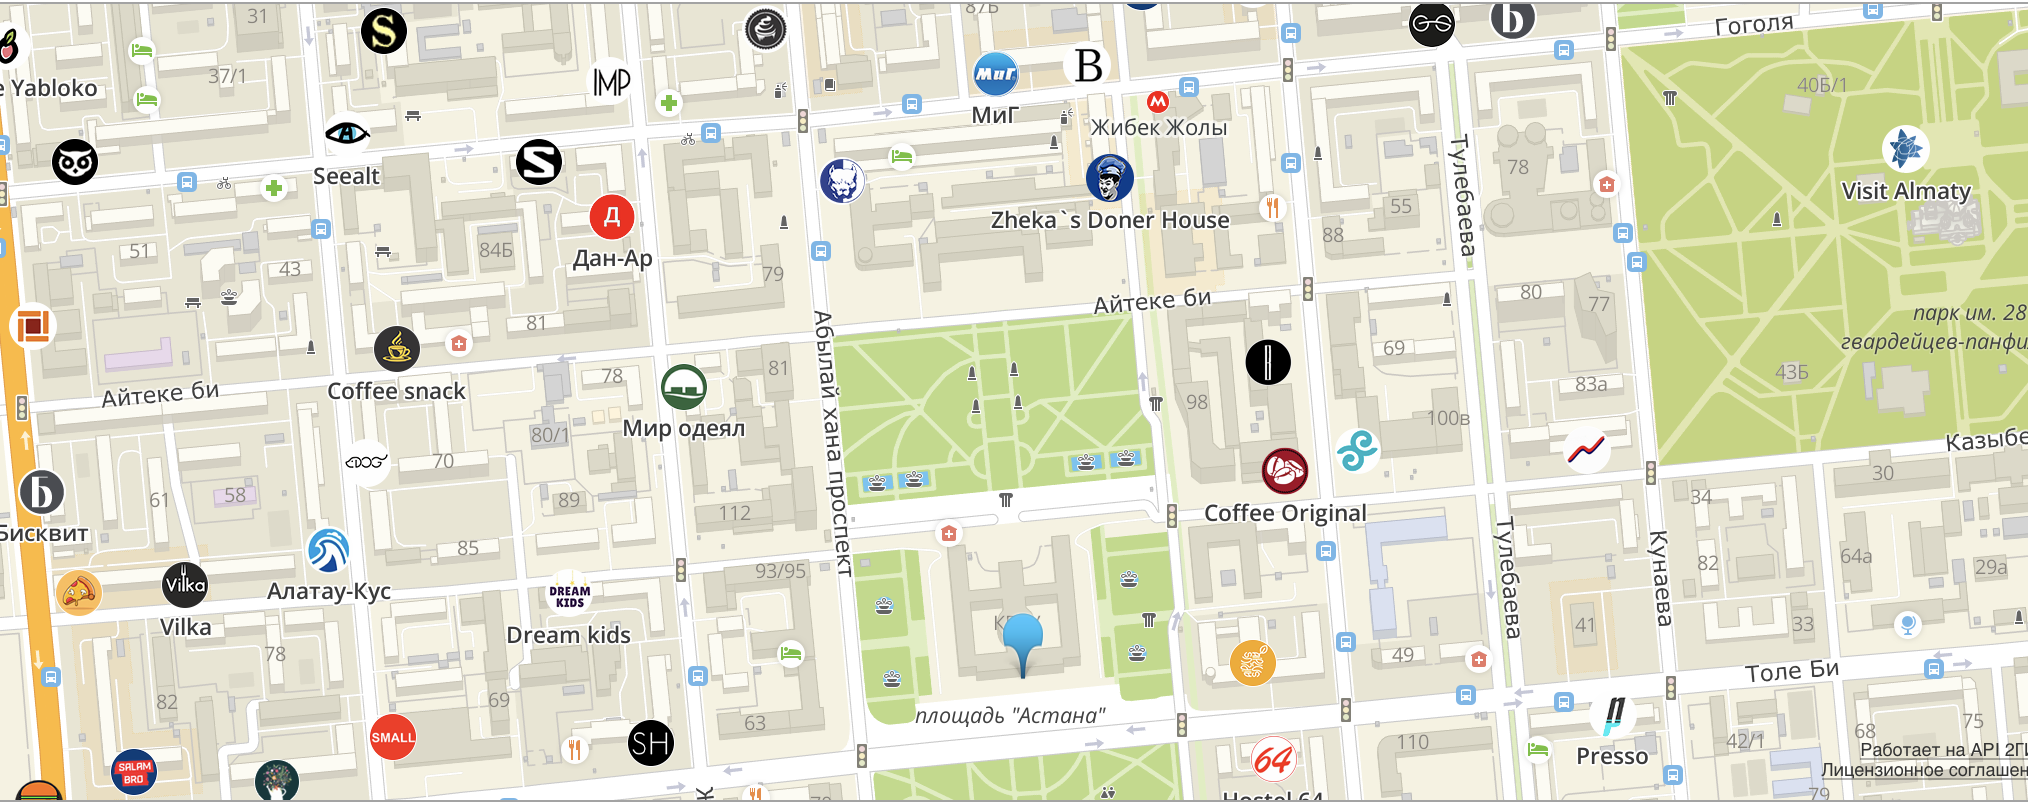 31
87Б
S
Гоголя
37/1
IMP
МиГ
B
Б
e Yabloko
МиГ
Жибек Жолы
40Б/1
Seealt
S
Тулебаева
78
Visit Almaty
Д
Дан-Ар
Zheka`s Doner House
55
88
51
43
84Б
79
81
Айтеке би
80
77
парк им. 28
гвардейцев-панфи
Абылай хана проспект
Coffee snack
Айтеке би
78
81
Мир одеял
69
83а
43Б
98
100в
80/1
DOG
70
61
58
89
112
Б
Бисквит
Coffee Original
Казыбе
30
34
Тулебаева
Кунаева
85
93/95
82
64а
29а
Vilka
Vilka
Алатау-Кус
DREAM
KIDS
Dream kids
41
33
78
49
Толе Би
82
69
63
площадь "Астана"
SMALL
SH
SALAM
BRO
64
Hostel 64
110
Presso
42/1
68
75
Работает на API 2ГИ
Лицензионное соглашен
79